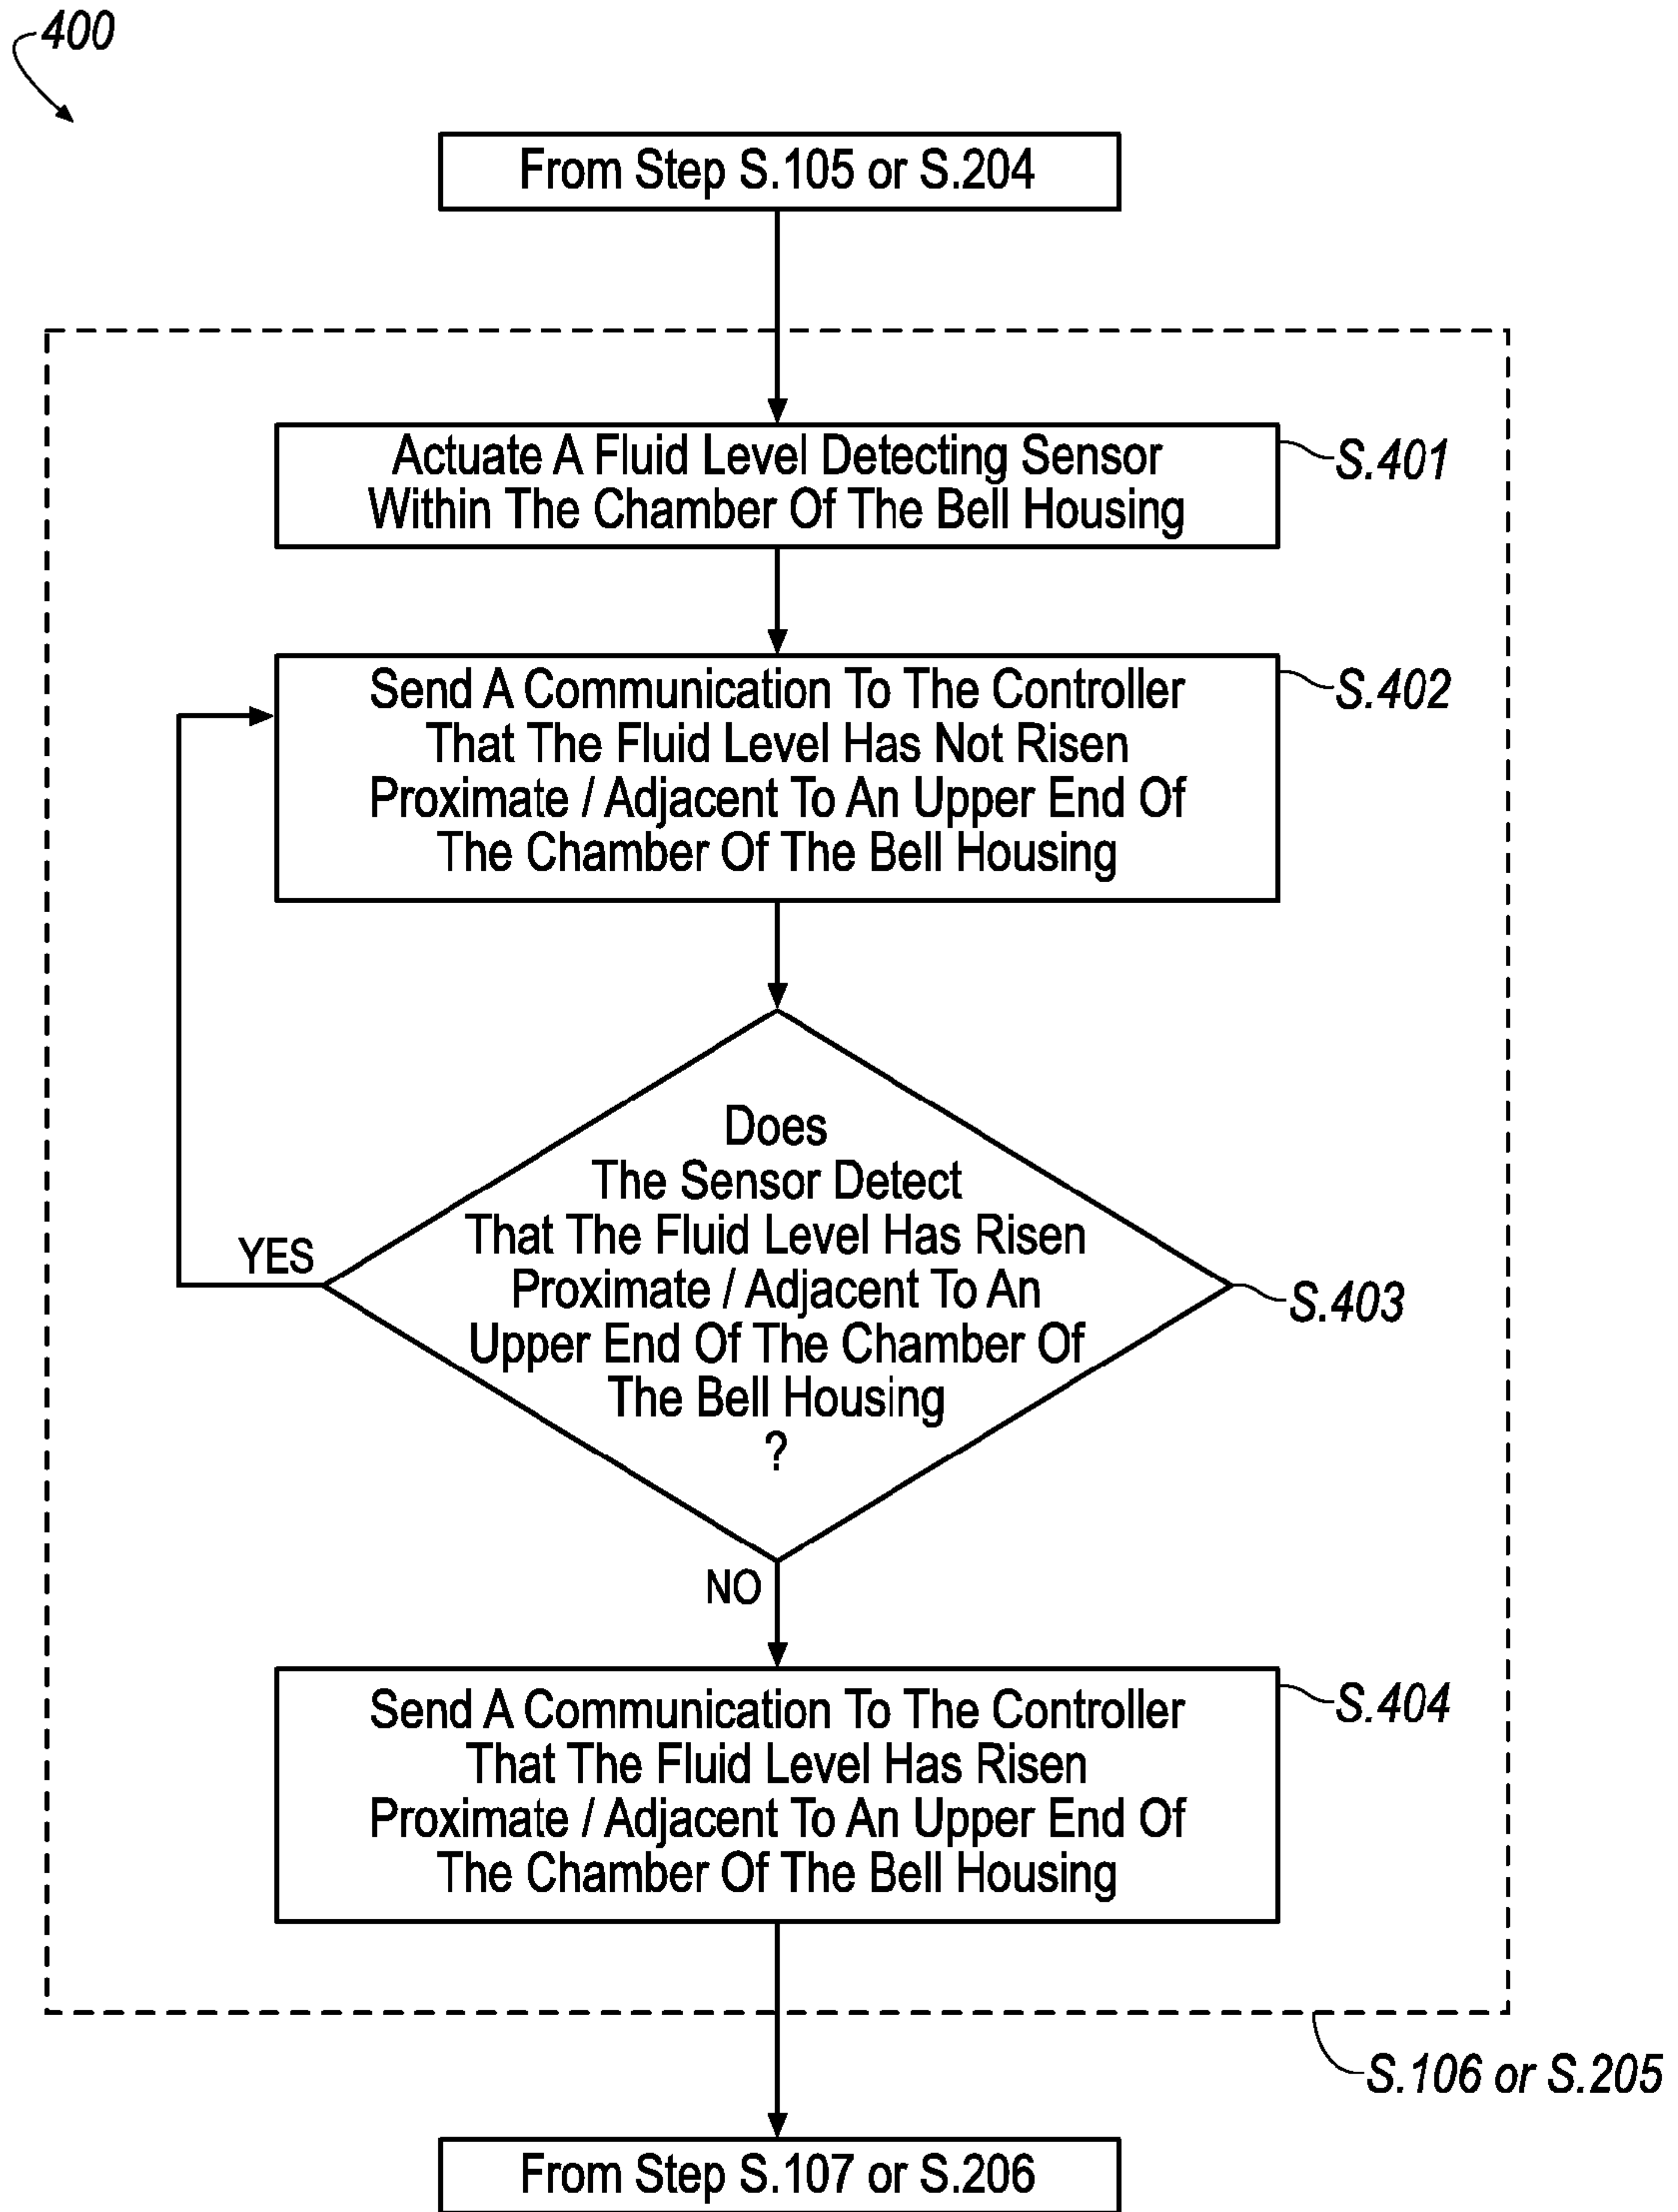 400
From Step S.105 or S.204
Actuate A Fluid Level Detecting Sensor
Within The Chamber Of The Bell Housing
S.401
Send A Communication To The Controller
That The Fluid Level Has Not Risen
Proximate / Adjacent To An Upper End Of
The Chamber Of The Bell Housing
S.402
Does
The Sensor Detect
That The Fluid Level Has Risen
Proximate / Adjacent To An
Upper End Of The Chamber Of
The Bell Housing
?
YES
S.403
NO
Send A Communication To The Controller
That The Fluid Level Has Risen
Proximate / Adjacent To An Upper End Of
The Chamber Of The Bell Housing
S.404
S.106 or S.205
From Step S.107 or S.206